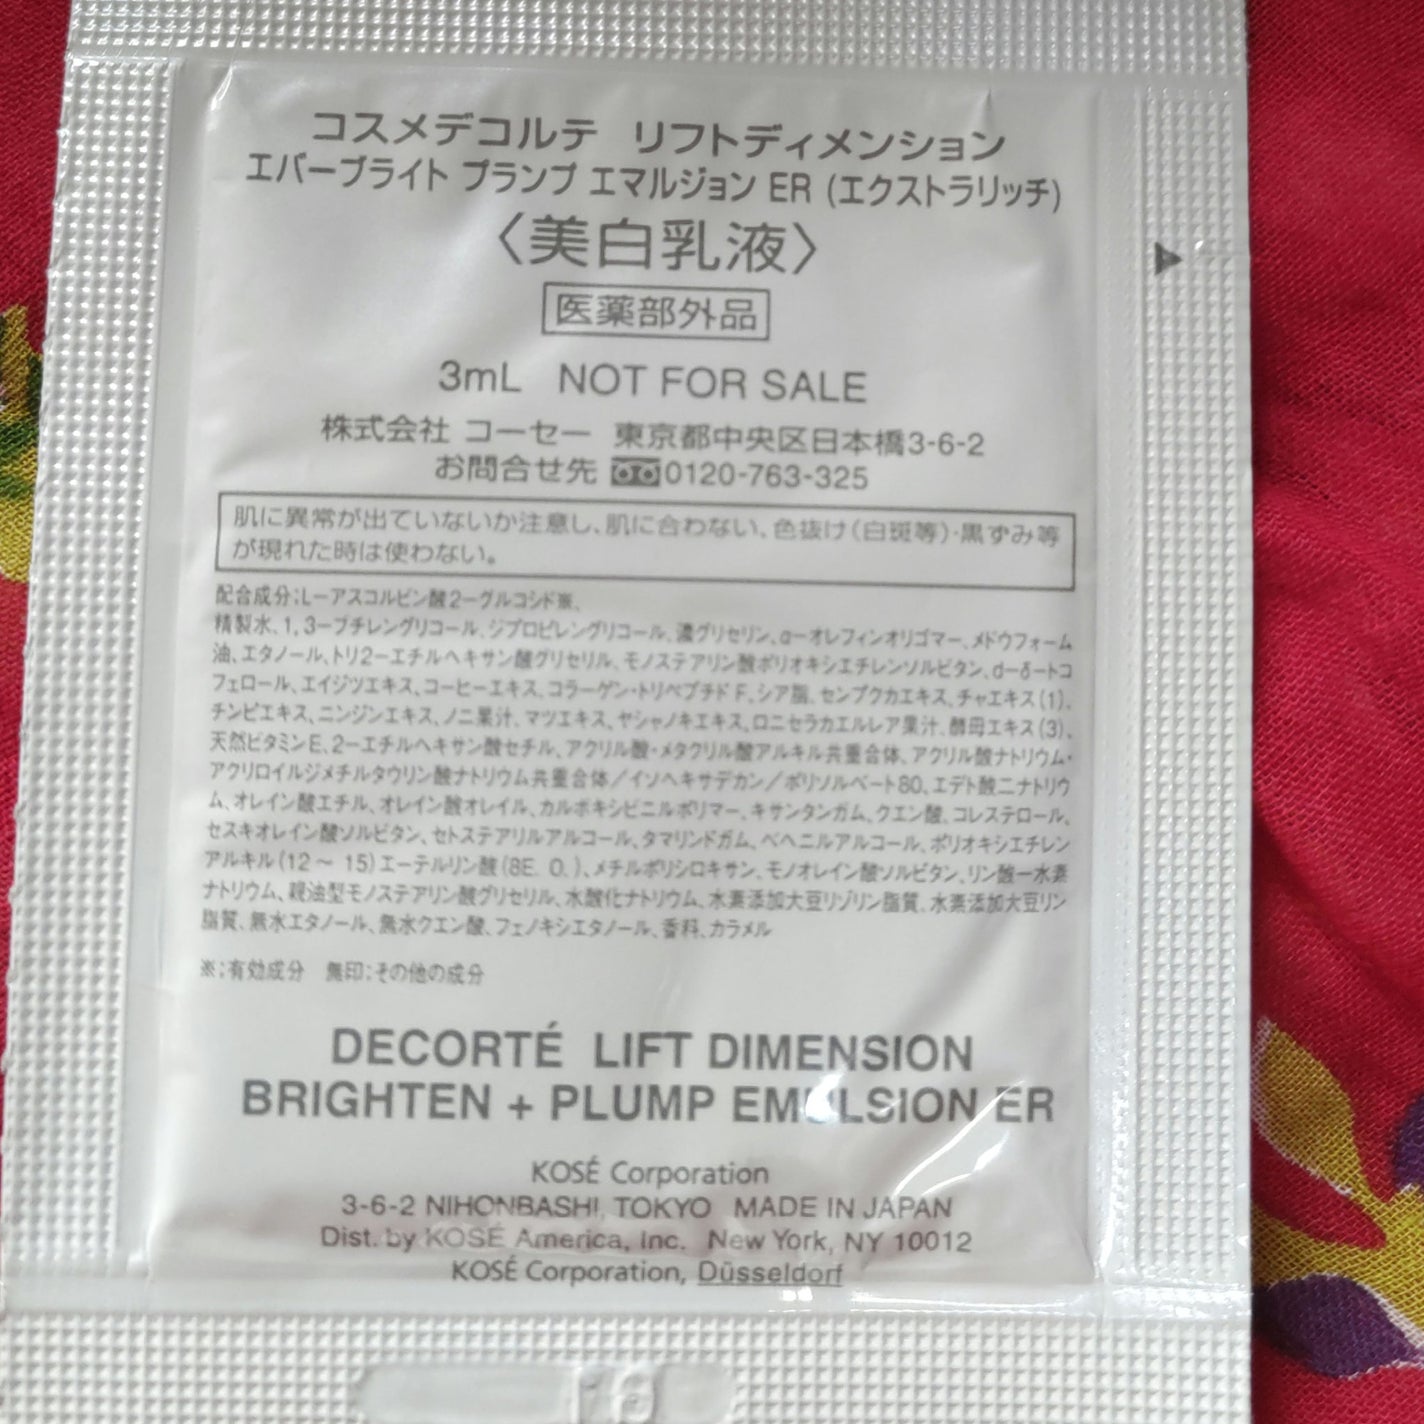 コスメデコルテ リフトディメンション
エバーブライト プランプ エマルジョン ER (エクストラリッチ)
〈美白乳液〉
医薬部外品
3mL NOT FOR SALE
株式会社 コーセー 東京都中央区日本橋3-6-2
お問合せ先 0120-763-325
肌に異常が出ていないか注意し、肌に合わない、色抜け(白斑等)・黒ずみ等
が現れた時は使わない。
配合成分:L-アスコルビン酸2-グルコシド※、
精製水、1,3-ブチレングリコール、ジプロピレングリコール、濃グリセリン、α-オレフィンオリゴマー、メドウフォーム
油、エタノール、トリ2-エチルヘキサン酸グリセリル、モノステアリン酸ポリオキシエチレンソルビタン、d-δ-トコ
フェロール、エイジツエキス、コーヒーエキス、コラーゲン・トリペプチド F、シア脂、センプクカエキス、チャエキス(1)、
チンピエキス、ニンジンエキス、ノニ果汁、マツエキス、ヤシャノキエキス、ロニセラカエルレア果汁、酵母エキス(3)、
天然ビタミンE、2-エチルヘキサン酸セチル、アクリル酸・メタクリル酸アルキル共重合体、アクリル酸ナトリウム・
アクリロイルジメチルタウリン酸ナトリウム共重合体/イソヘキサデカン/ポリソルベート80、エデト酸二ナトリウ
ム、オレイン酸エチル、オレイン酸オレイル、カルボキシビニルポリマー、キサンタンガム、クエン酸、コレステロール、
セスキオレイン酸ソルビタン、セトステアリルアルコール、タマリンドガム、ベヘニルアルコール、ポリオキシエチレン
アルキル(12～15)エーテルリン酸(8E.O.)、メチルポリシロキサン、モノオレイン酸ソルビタン、リン酸一水素
ナトリウム、親油型モノステアリン酸グリセリル、水酸化ナトリウム、水素添加大豆リゾリン脂質、水素添加大豆リン
脂質、無水エタノール、無水クエン酸、フェノキシエタノール、香料、カラメル
※:有効成分 無印:その他の成分
DECORTÉ LIFT DIMENSION
BRIGHTEN + PLUMP EMULSION ER
KOSÉ Corporation
3-6-2 NIHONBASHI, TOKYO MADE IN JAPAN
Dist. by KOSÉ America, Inc. New York, NY 10012
KOSÉ Corporation, Düsseldorf